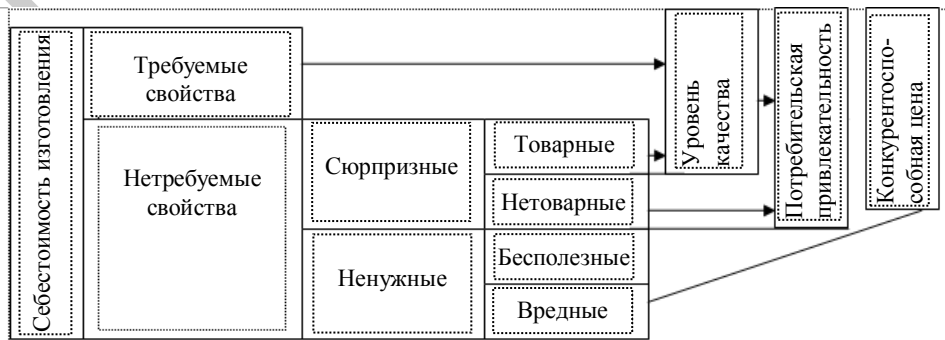 Себестоимость изготовления
Требуемые
свойства
Нетребуемые
свойства
Сюрпризные
Ненужные
Товарные
Нетоварные
Бесполезные
Вредные
Уровень
качества
Потребительская
привлекательность
Конкурентоспо-
собная цена